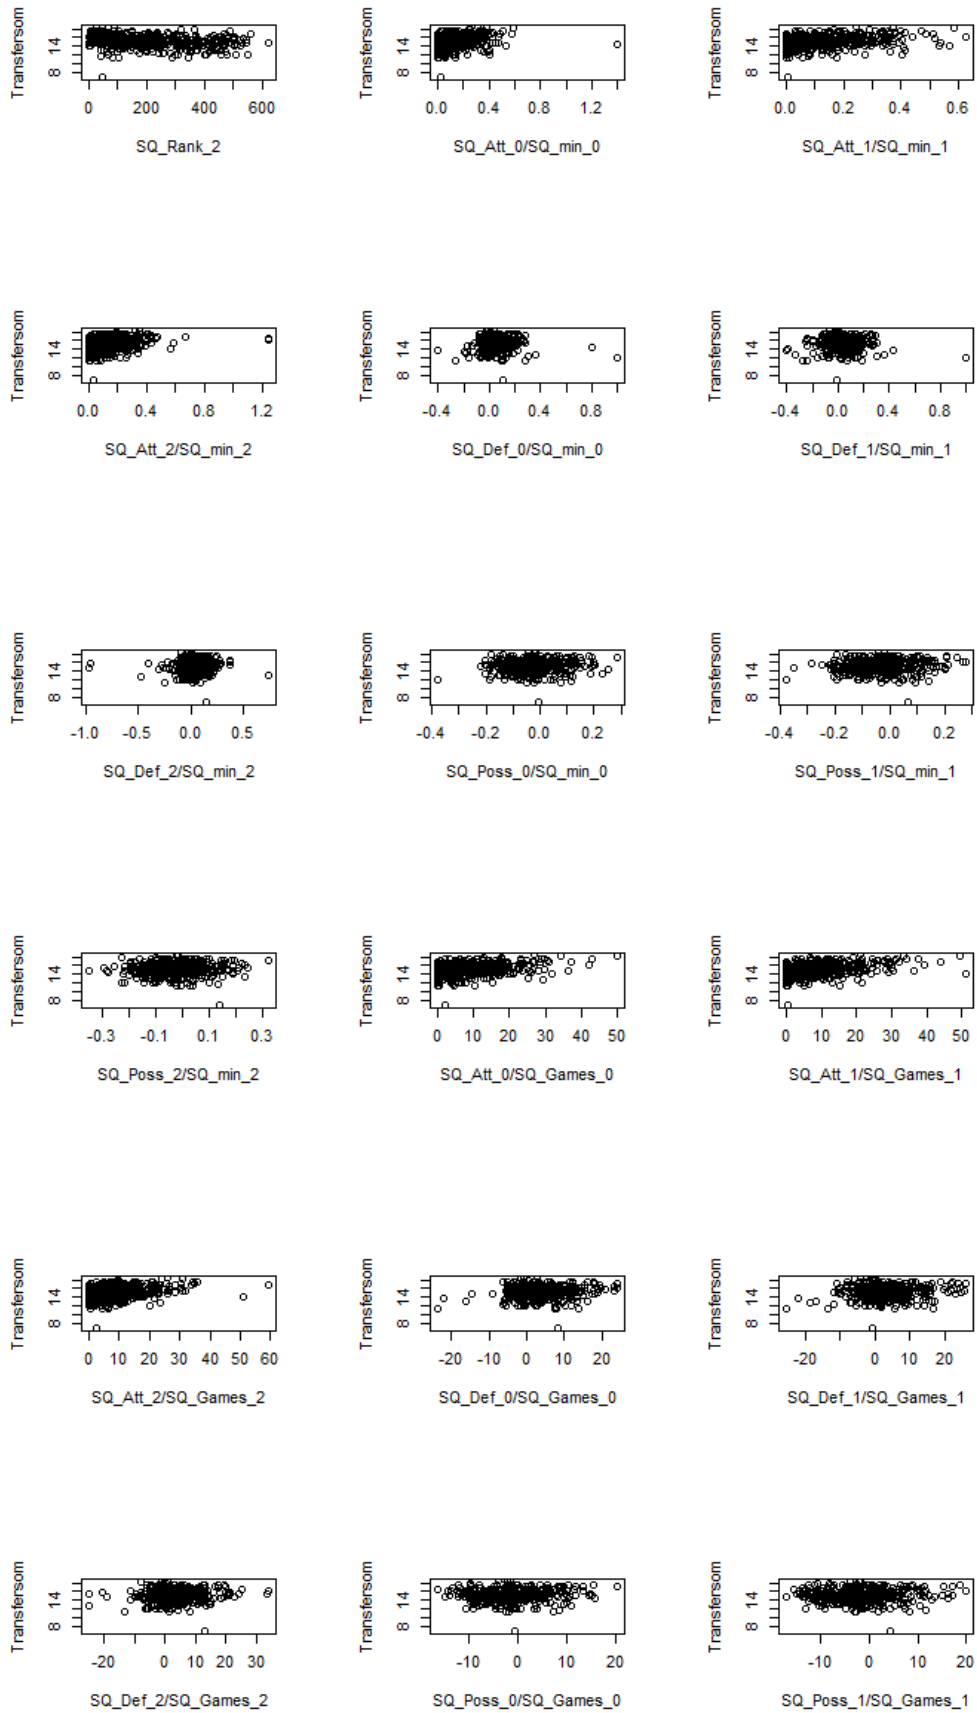 Transfersom 8 14 Transfersom 8 14 Transfersom 8 14
0 200 400 600 0.0 0.4 0.8 1.2 0.0 0.2 0.4 0.6
SQ_Rank_2 SQ_Att_0/SQ_min_0 SQ_Att_1/SQ_min_1
Transfersom 8 14 Transfersom 8 14 Transfersom 8 14
0.0 0.4 0.8 1.2 -0.4 0.0 0.4 0.8 -0.4 0.0 0.4 0.8
SQ_Att_2/SQ_min_2 SQ_Def_0/SQ_min_0 SQ_Def_1/SQ_min_1
Transfersom 8 14 Transfersom 8 14 Transfersom 8 14
-1.0 -0.5 0.0 0.5 -0.4 -0.2 0.0 0.2 -0.4 -0.2 0.0 0.2
SQ_Def_2/SQ_min_2 SQ_Poss_0/SQ_min_0 SQ_Poss_1/SQ_min_1
Transfersom 8 14 Transfersom 8 14 Transfersom 8 14
-0.3 -0.1 0.1 0.3 0 10 20 30 40 50 0 10 20 30 40 50
SQ_Poss_2/SQ_min_2 SQ_Att_0/SQ_Games_0 SQ_Att_1/SQ_Games_1
Transfersom 8 14 Transfersom 8 14 Transfersom 8 14
0 10 20 30 40 50 60 -20 -10 0 10 20 -20 0 10 20
SQ_Att_2/SQ_Games_2 SQ_Def_0/SQ_Games_0 SQ_Def_1/SQ_Games_1
Transfersom 8 14 Transfersom 8 14 Transfersom 8 14
-20 0 10 20 30 -10 0 10 20 -10 0 10 20
SQ_Def_2/SQ_Games_2 SQ_Poss_0/SQ_Games_0 SQ_Poss_1/SQ_Games_1